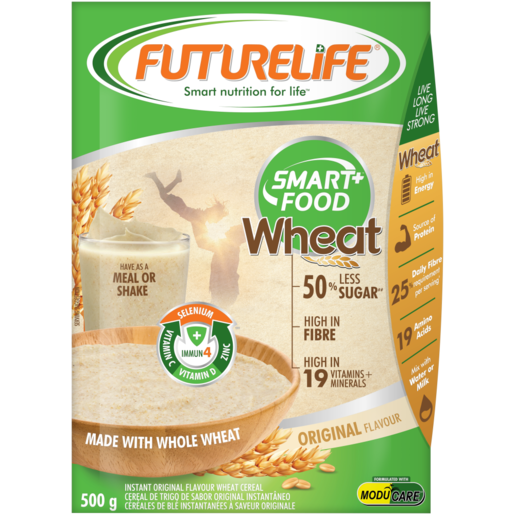 FUTURELiFE®
Smart nutrition for life™
LIVE
LONG
LIVE
STRONG
SMART+
FOOD
Wheat
50% LESS
SUGAR
HIGH IN
FIBRE
HIGH IN
19 VITAMINS+
MINERALS
HAVE AS A
MEAL OR
SHAKE
SELENIUM
VITAMIN C
IMMUN4
ZINC
VITAMIN D
Wheat
High in
Energy
Source of
Protein
25% Daily Fibre
requirement
per serving
19 Amino
Acids
Mix with
Water or
Milk
ORIGINAL FLAVOUR
MADE WITH WHOLE WHEAT
500 g
INSTANT ORIGINAL FLAVOUR WHEAT CEREAL
CEREAL DE TRIGO DE SABOR ORIGINAL INSTANTÁNEO
CÉRÉALES DE BLÉ INSTANTANÉES A SAVEUR ORIGINALE
FORMULATED WITH
MODUCARE